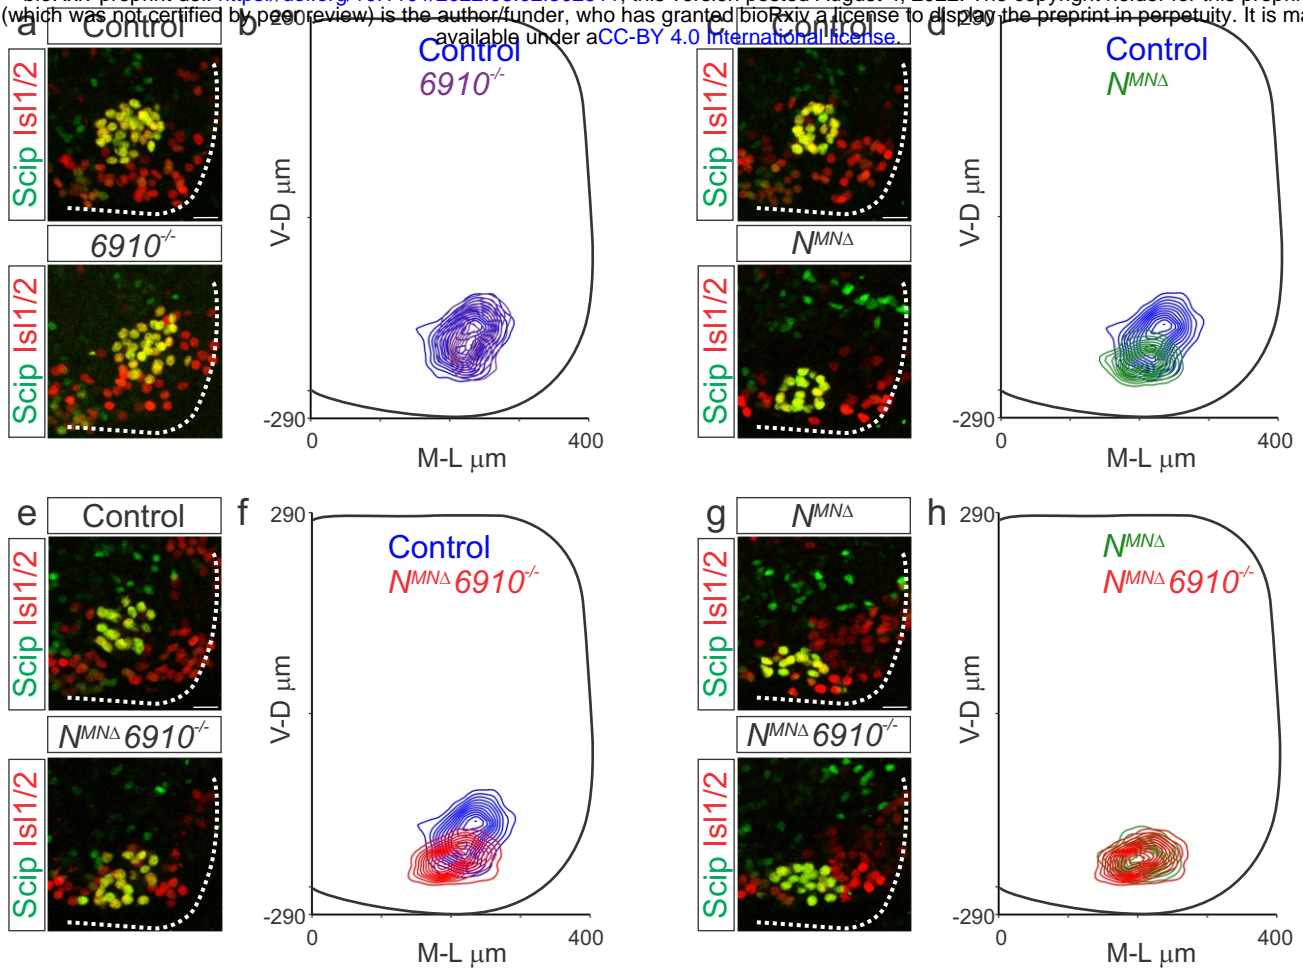 (which was not certified by peer review) is the author/funder, who has granted bioRxiv a license to display the preprint in perpetuity. It is
available under aCC-BY 4.0 International license.
a Control
Scip Isl1/2
6910-/-
Scip Isl1/2
b 290
Control
6910-/-
V-D μm
-290
0 400
M-L μm
c Control
Scip Isl1/2
NMNΔ
Scip Isl1/2
d 290
Control
NMNΔ
V-D μm
-290
0 400
M-L μm
e Control
Scip Isl1/2
NMNΔ 6910-/-
Scip Isl1/2
f 290
Control
NMNΔ 6910-/-
V-D μm
-290
0 400
M-L μm
g NMNΔ
Scip Isl1/2
NMNΔ 6910-/-
Scip Isl1/2
h 290
NMNΔ
NMNΔ 6910-/-
V-D μm
-290
0 400
M-L μm